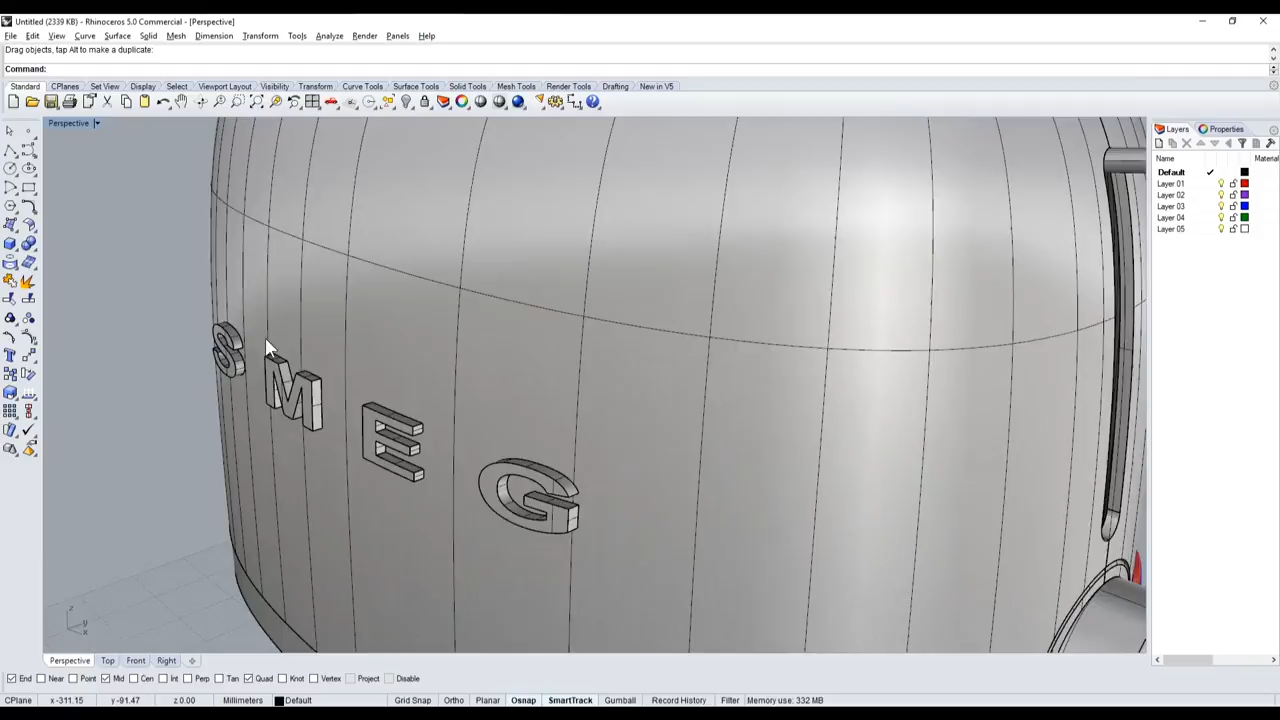 Untitled (2339 KB) - Rhinoceros 5.0 Commercial - [Perspective]
File Edit View Curve Surface Solid Mesh Dimension Transform Tools Analyze Render Panels Help
Drag objects, tap Alt to make a duplicate:
Command:
Standard CPlanes Set View Display Select Viewport Layout Visibility Transform Curve Tools Surface Tools Solid Tools Mesh Tools Render Tools Drafting New in V5
Perspective
Layers Properties
Name Material
Default
Layer 01
Layer 02
Layer 03
Layer 04
Layer 05
SMEG
z
y
x
Perspective Top Front Right
End Near Point Mid Cen Int Perp Tan Quad Knot Vertex Project Disable
CPlane x -311.15 y -91.47 z 0.00 Millimeters Default Grid Snap Ortho Planar Osnap SmartTrack Gumball Record History Filter Memory use: 332 MB